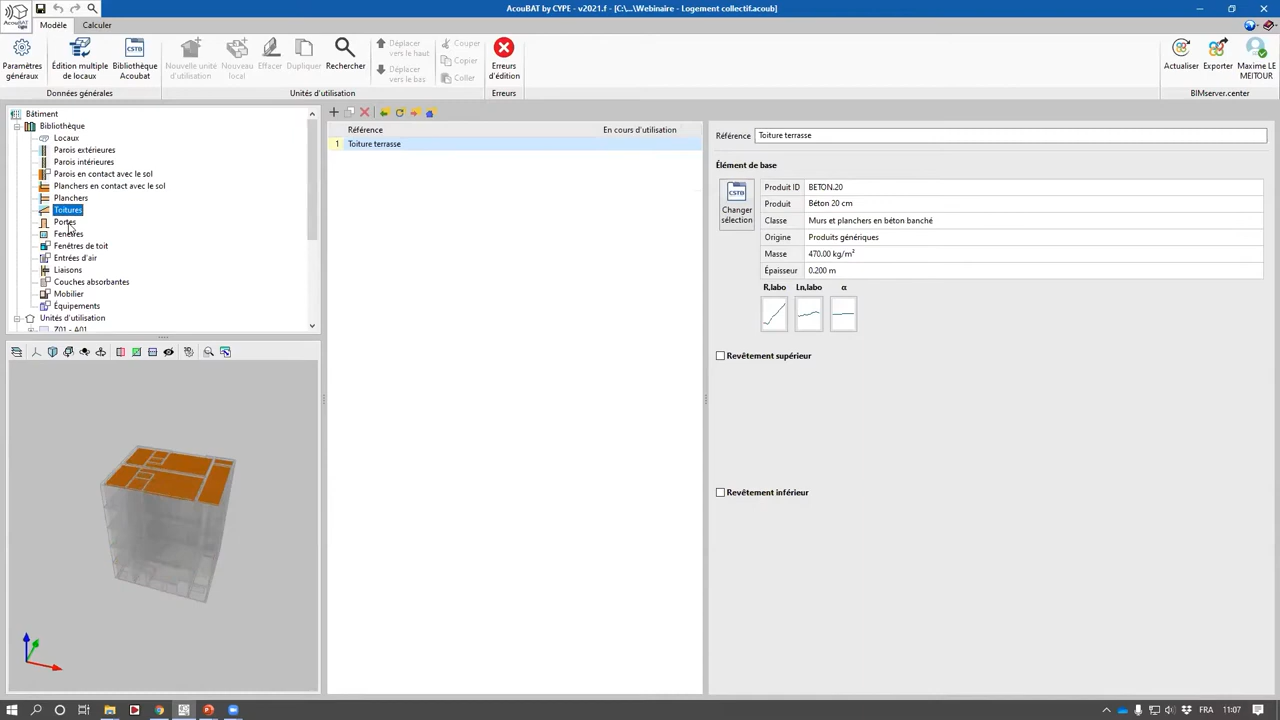 AcouBAT by CYPE - v2021.f - [C:\...\Webinaire - Logement collectif.acoub]
Modèle
Calculer
Paramètres généraux
Édition multiple de locaux
Bibliothèque Acoubat
Nouvelle unité d'utilisation
Nouveau local
Effacer
Dupliquer
Rechercher
Déplacer vers le haut
Déplacer vers le bas
Couper
Copier
Coller
Erreurs d'édition
Actualiser
Exporter
Maxime LE MEITOUR
Données générales
Unités d'utilisation
Erreurs
BIMserver.center
Bâtiment
Bibliothèque
Locaux
Parois extérieures
Parois intérieures
Parois en contact avec le sol
Planchers en contact avec le sol
Planchers
Toitures
Portes
Fenêtres
Fenêtres de toit
Entrées d'air
Liaisons
Couches absorbantes
Mobilier
Équipements
Unités d'utilisation
Z01 - A01
Référence
En cours d'utilisation
1 Toiture terrasse
Référence Toiture terrasse
Élément de base
CSTB
Changer sélection
Produit ID BETON.20
Produit Béton 20 cm
Classe Murs et planchers en béton banché
Origine Produits génériques
Masse 470.00 kg/m²
Épaisseur 0.200 m
R,labo Ln,labo α
Revêtement supérieur
Revêtement inférieur
FRA 11:07